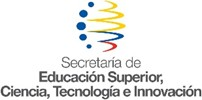 Secretaría de
Educación Superior,
Ciencia, Tecnología e Innovación